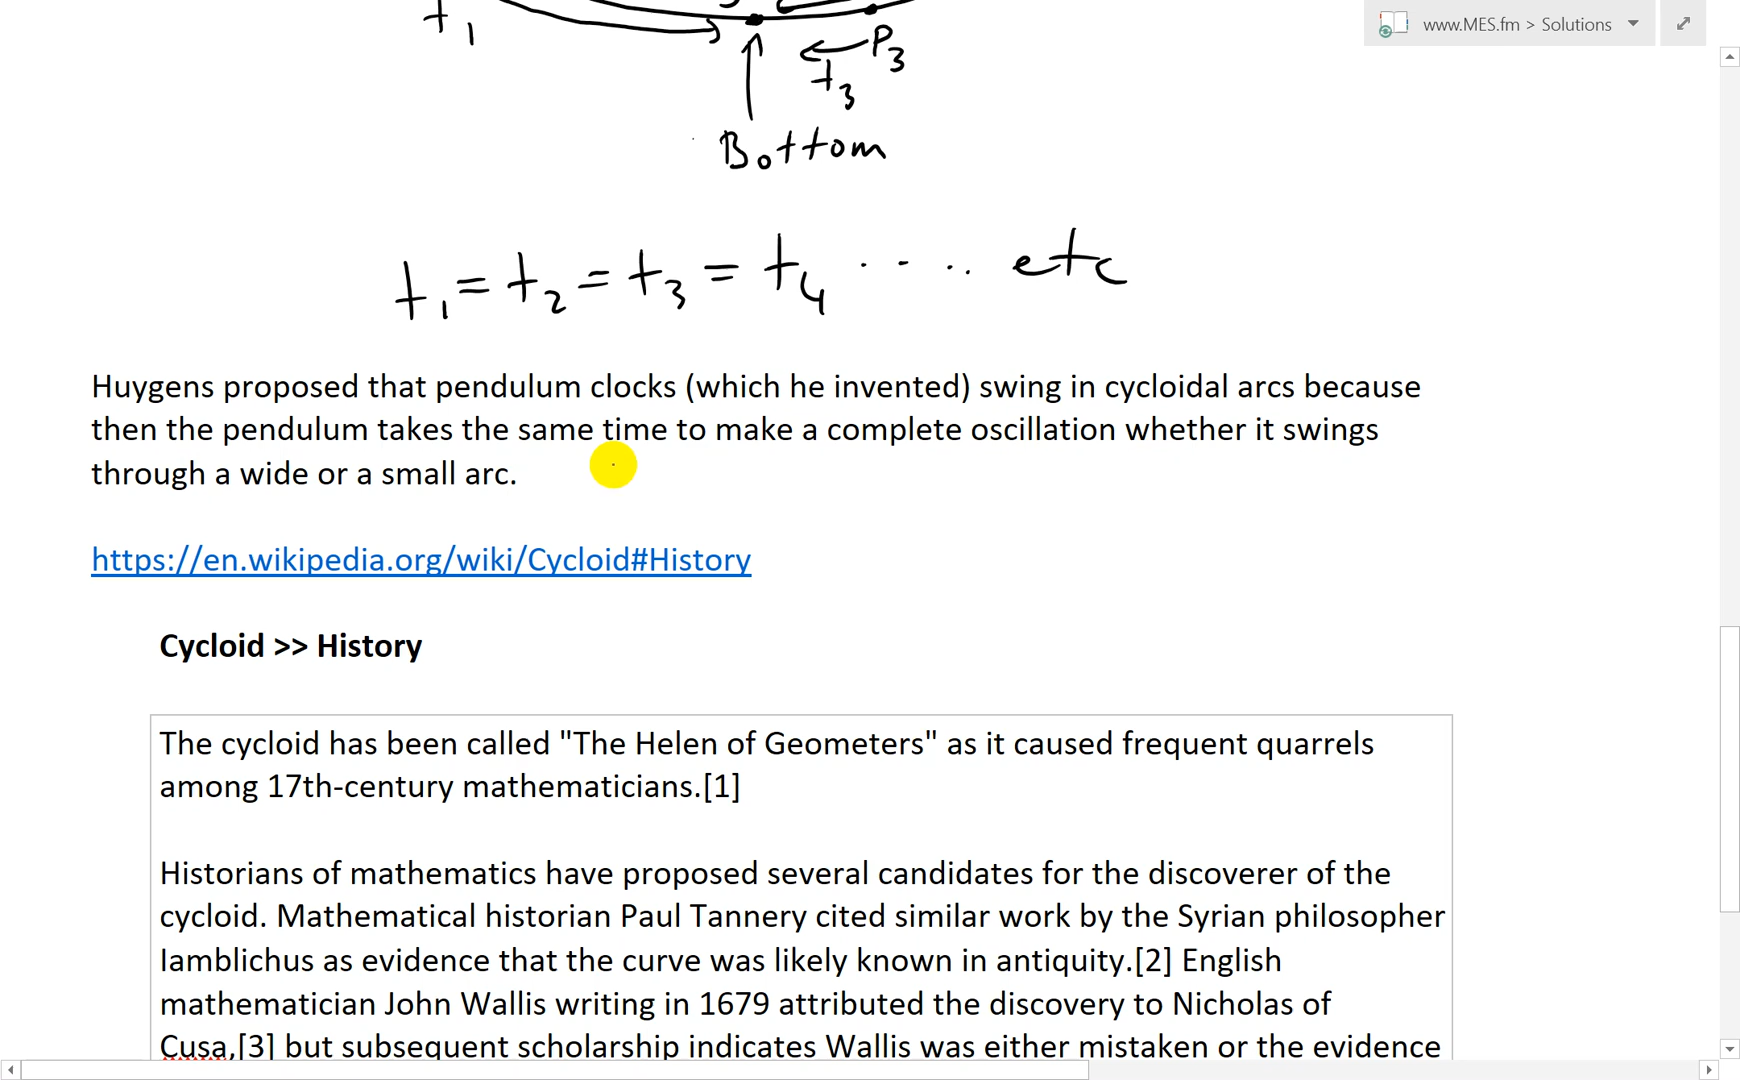 www.MES.fm > Solutions
t1
P3
t3
Bottom
t1 = t2 = t3 = t4 ..... etc
Huygens proposed that pendulum clocks (which he invented) swing in cycloidal arcs because
then the pendulum takes the same time to make a complete oscillation whether it swings
through a wide or a small arc.
https://en.wikipedia.org/wiki/Cycloid#History
Cycloid >> History
The cycloid has been called "The Helen of Geometers" as it caused frequent quarrels
among 17th-century mathematicians.[1]
Historians of mathematics have proposed several candidates for the discoverer of the
cycloid. Mathematical historian Paul Tannery cited similar work by the Syrian philosopher
Iamblichus as evidence that the curve was likely known in antiquity.[2] English
mathematician John Wallis writing in 1679 attributed the discovery to Nicholas of
Cusa,[3] but subsequent scholarship indicates Wallis was either mistaken or the evidence